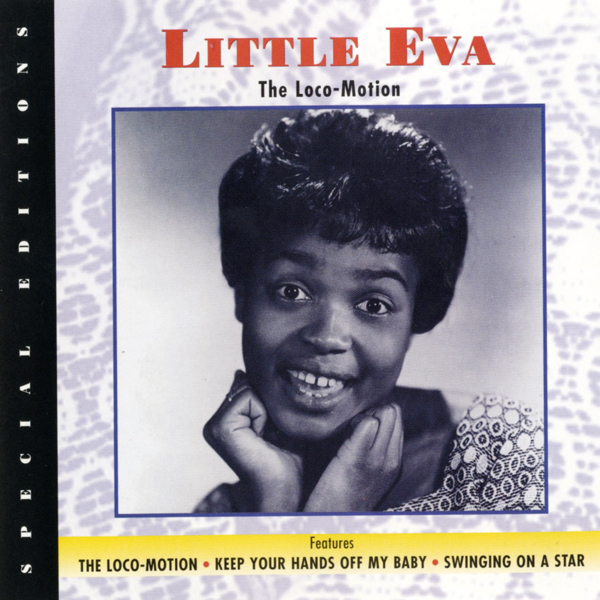 SPECIAL EDITIONS
LITTLE EVA
The Loco-Motion
Features
THE LOCO-MOTION • KEEP YOUR HANDS OFF MY BABY • SWINGING ON A STAR